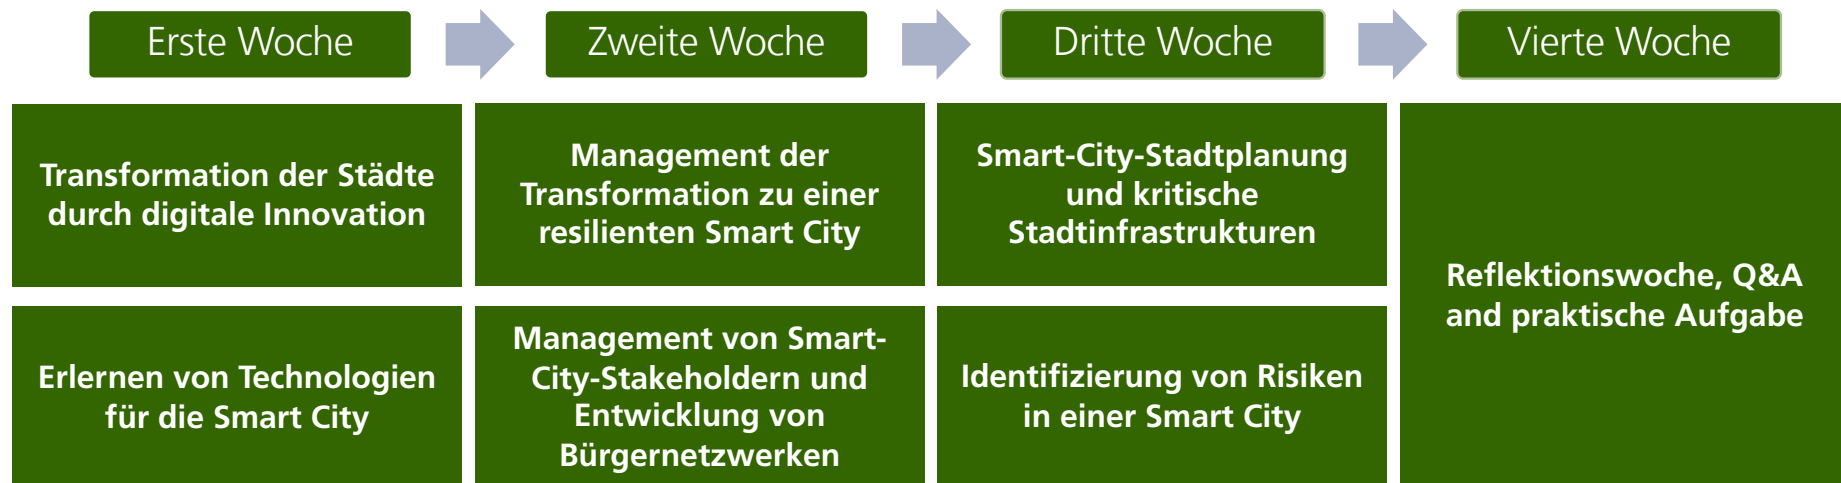 Erste Woche
Zweite Woche
Dritte Woche
Vierte Woche
Transformation der Städte
durch digitale Innovation
Management der
Transformation zu einer
resilienten Smart City
Smart-City-Stadtplanung
und kritische
Stadtinfrastrukturen
Reflektionswoche, Q&A
and praktische Aufgabe
Erlernen von Technologien
für die Smart City
Management von Smart-
City-Stakeholdern und
Entwicklung von
Bürgernetzwerken
Identifizierung von Risiken
in einer Smart City